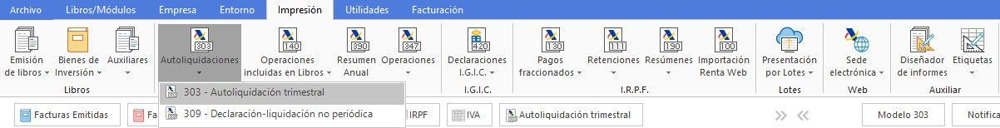 Archivo Libros/Módulos Empresa Entorno Impresión Utilidades Facturación
303 140 390 347 420 130 111 190 100
Emisión de libros
Bienes de Inversión
Auxiliares
Autoliquidaciones
Operaciones incluidas en Libros
Resumen Anual
Operaciones
Declaraciones I.G.I.C.
Pagos fraccionados
Retenciones
Resúmenes
Importación Renta Web
Presentación por Lotes
Sede electrónica
Diseñador de informes
Etiquetas
Libros I.G.I.C. I.R.P.F. Lotes Web Auxiliar
303 - Autoliquidación trimestral
309 - Declaración-liquidación no periódica
Facturas Emitidas Fa IRPF IVA Autoliquidación trimestral Modelo 303 Notifica